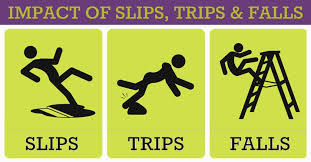 IMPACT OF SLIPS, TRIPS & FALLS
SLIPS
TRIPS
FALLS